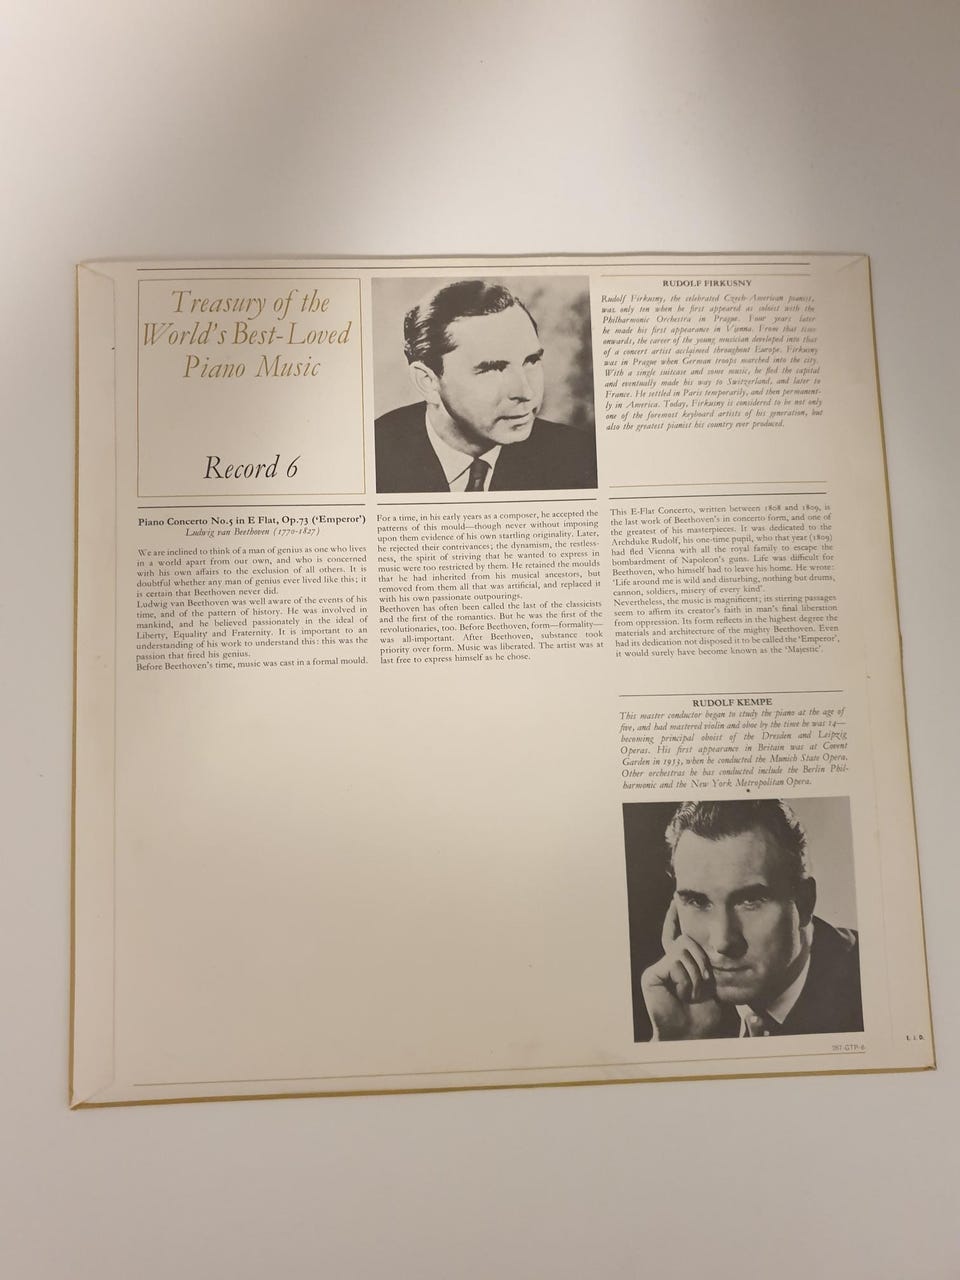 Treasury of the
World's Best-Loved
Piano Music
Record 6
RUDOLF FIRKUSNY
Rudolf Firkusny, the celebrated Czech-American pianist,
was only ten when he first appeared as soloist with the
Philharmonic Orchestra in Prague. Four years later
he made his first appearance in Vienna. From that time
onwards, the career of the young musician developed into that
of a concert artist acclaimed throughout Europe. Firkusny
was in Prague when German troops marched into the city.
With a single suitcase and some music, he fled the capital
and eventually made his way to Switzerland, and later to
France. He settled in Paris temporarily, and then permanent-
ly in America. Today, Firkusny is considered to be not only
one of the foremost keyboard artists of his generation, but
also the greatest pianist his country ever produced.
Piano Concerto No.5 in E Flat, Op.73 ('Emperor')
Ludwig van Beethoven (1770-1827)
We are inclined to think of a man of genius as one who lives
in a world apart from our own, and who is concerned
with his own affairs to the exclusion of all others. It is
doubtful whether any man of genius ever lived like this; it
is certain that Beethoven never did.
Ludwig van Beethoven was well aware of the events of his
time, and of the pattern of history. He was involved in
mankind, and he believed passionately in the ideal of
Liberty, Equality and Fraternity. It is important to an
understanding of his work to understand this: this was the
passion that fired his genius.
Before Beethoven's time, music was cast in a formal mould.
For a time, in his early years as a composer, he accepted the
patterns of this mould—though never without imposing
upon them evidence of his own startling originality. Later,
he rejected their contrivances; the dynamism, the restless-
ness, the spirit of striving that he wanted to express in
music were too restricted by them. He retained the moulds
that he had inherited from his musical ancestors, but
removed from them all that was artificial, and replaced it
with his own passionate outpourings.
Beethoven has often been called the last of the classicists
and the first of the romantics. But he was the first of the
revolutionaries, too. Before Beethoven, form—formality—
was all-important. After Beethoven, substance took
priority over form. Music was liberated. The artist was at
last free to express himself as he chose.
This E-Flat Concerto, written between 1808 and 1809, is
the last work of Beethoven's in concerto form, and one of
the greatest of his masterpieces. It was dedicated to the
Archduke Rudolf, his one-time pupil, who that year (1809)
had fled Vienna with all the royal family to escape the
bombardment of Napoleon's guns. Life was difficult for
Beethoven, who himself had to leave his home. He wrote:
'Life around me is wild and disturbing, nothing but drums,
cannon, soldiers, misery of every kind'.
Nevertheless, the music is magnificent; its stirring passages
seem to affirm its creator's faith in man's final liberation
from oppression. Its form reflects in the highest degree the
materials and architecture of the mighty Beethoven. Even
had its dedication not disposed it to be called the 'Emperor',
it would surely have become known as the 'Majestic'.
RUDOLF KEMPE
This master conductor began to study the piano at the age of
five, and had mastered violin and oboe by the time he was 14—
becoming principal oboist of the Dresden and Leipzig
Operas. His first appearance in Britain was at Covent
Garden in 1953, when he conducted the Munich State Opera.
Other orchestras he has conducted include the Berlin Phil-
harmonic and the New York Metropolitan Opera.
E. J. D.